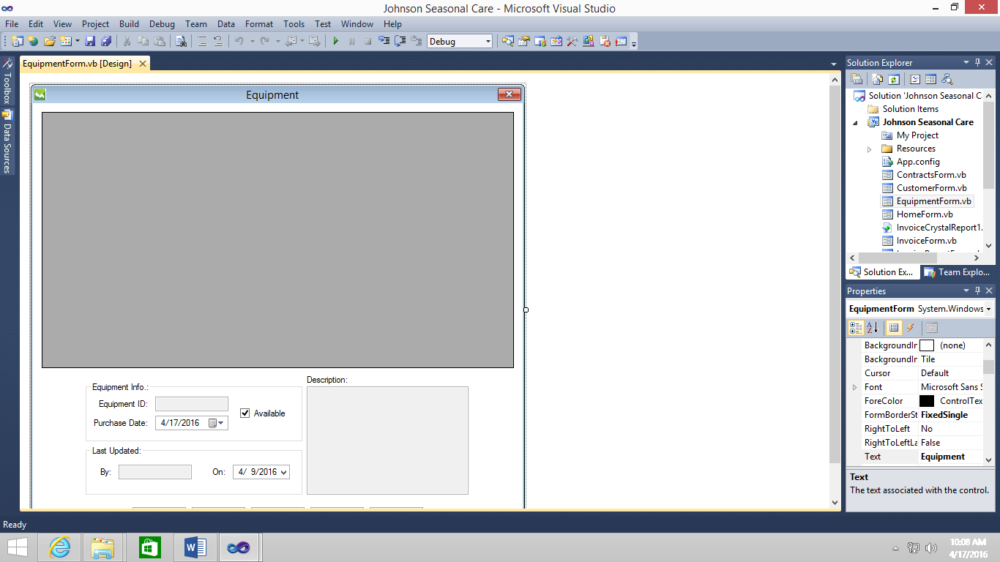 Johnson Seasonal Care - Microsoft Visual Studio
File Edit View Project Build Debug Team Data Format Tools Test Window Help
Debug
Toolbox
Data Sources
EquipmentForm.vb [Design]
Equipment
Equipment Info.:
Equipment ID:
Purchase Date: 4/17/2016
Available
Last Updated:
By:
On: 4/ 9/2016
Description:
Solution Explorer
Solution 'Johnson Seasonal C
Solution Items
Johnson Seasonal Care
My Project
Resources
App.config
ContractsForm.vb
CustomerForm.vb
EquipmentForm.vb
HomeForm.vb
InvoiceCrystalReport1.
InvoiceForm.vb
Solution Ex... Team Explo...
Properties
EquipmentForm System.Windows
BackgroundIr (none)
BackgroundIr Tile
Cursor Default
Font Microsoft Sans S
ForeColor ControlTex
FormBorderSt FixedSingle
RightToLeft No
RightToLeftLa False
Text Equipment
Text
The text associated with the control.
Ready
10:08 AM
4/17/2016